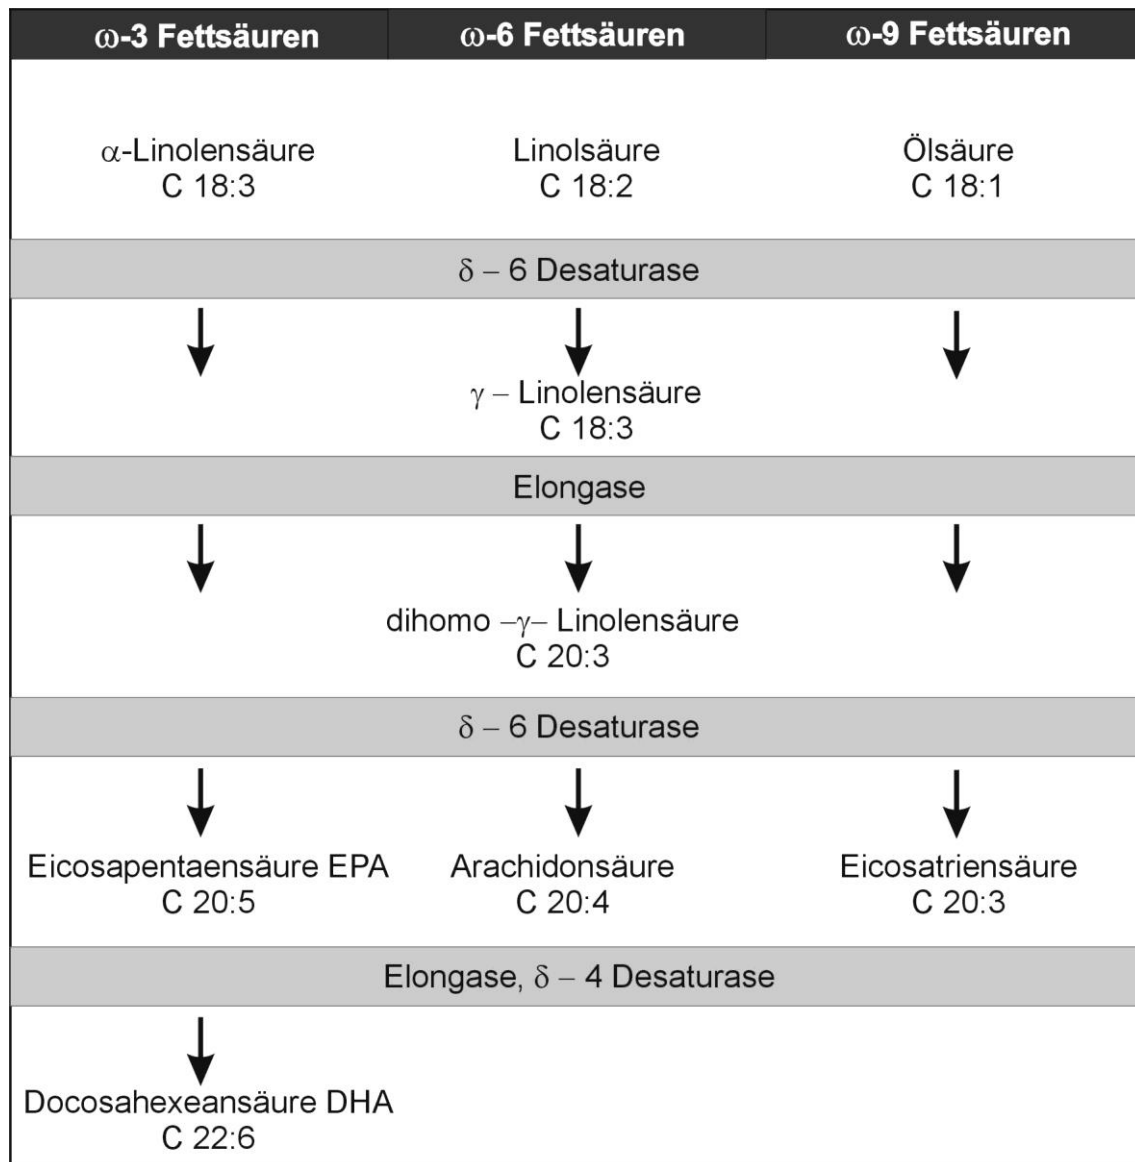 ω-3 Fettsäuren ω-6 Fettsäuren ω-9 Fettsäuren
α-Linolensäure Linolsäure Ölsäure
C 18:3 C 18:2 C 18:1
δ – 6 Desaturase
γ – Linolensäure
C 18:3
Elongase
dihomo –γ– Linolensäure
C 20:3
δ – 6 Desaturase
Eicosapentaensäure EPA Arachidonsäure Eicosatriensäure
C 20:5 C 20:4 C 20:3
Elongase, δ – 4 Desaturase
Docosahexeansäure DHA
C 22:6